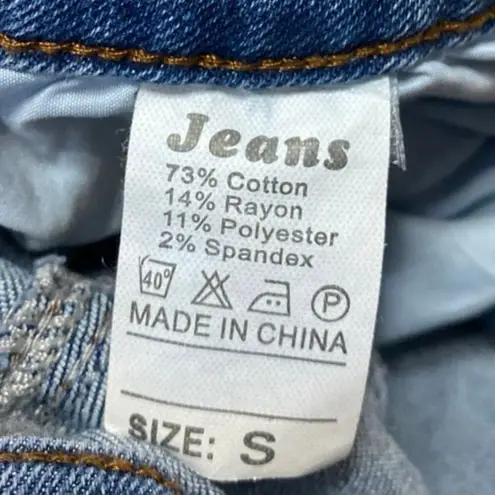 Jeans
73% Cotton
14% Rayon
11% Polyester
2% Spandex
40° P
MADE IN CHINA
SIZE: S